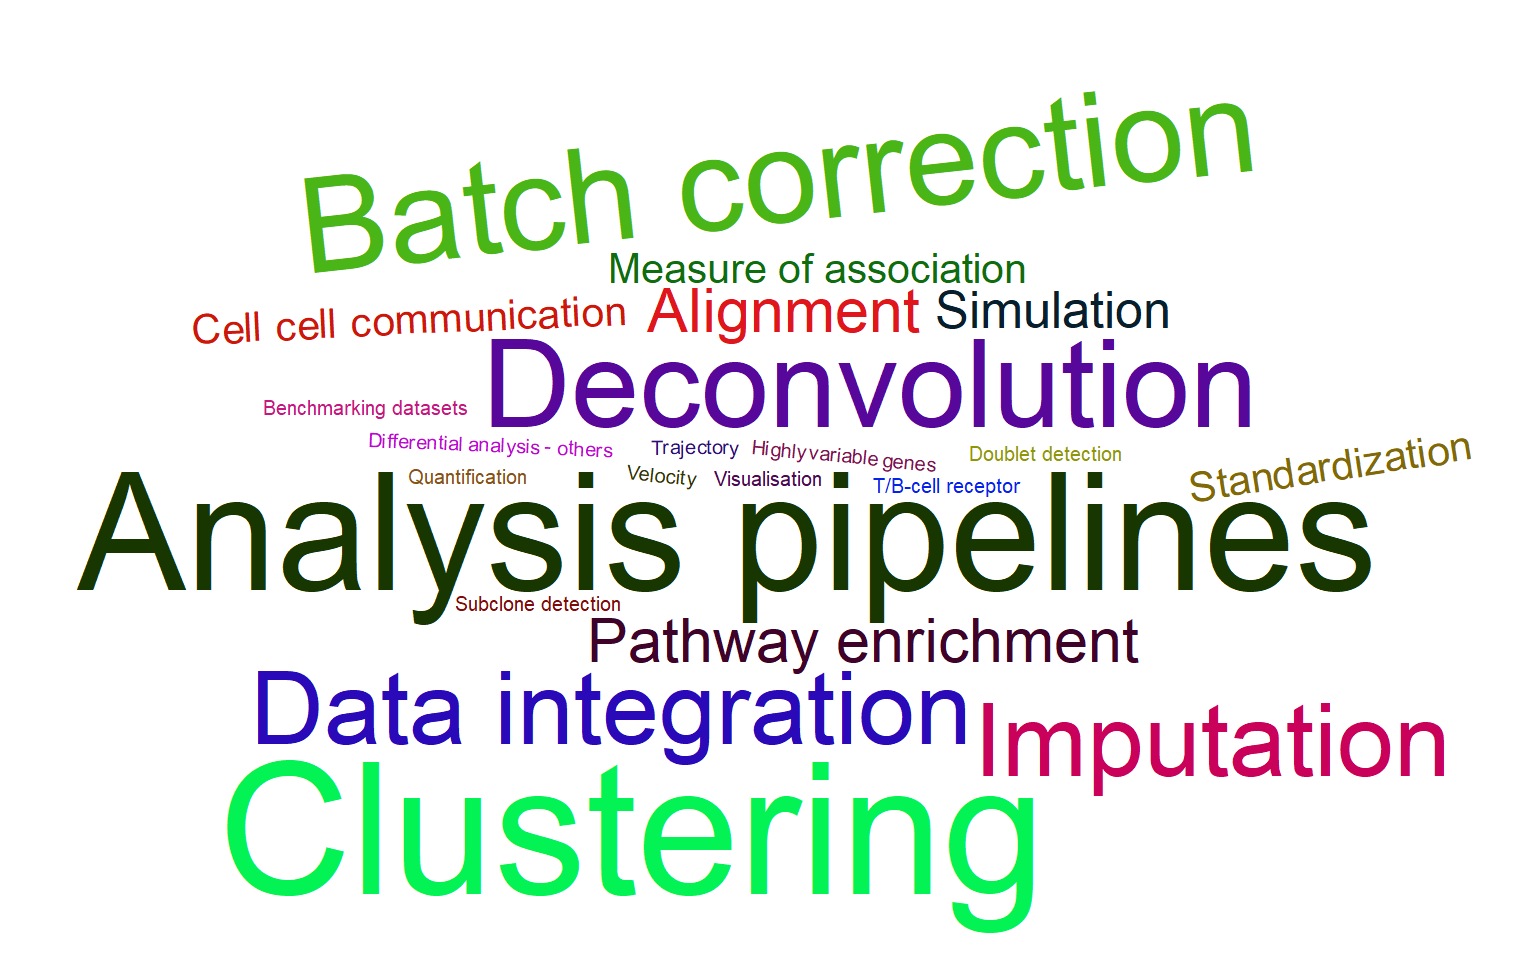 Batch correction
Measure of association
Cell cell communication
Alignment
Simulation
Deconvolution
Benchmarking datasets
Differential analysis - others
Trajectory
Highly variable genes
Doublet detection
Standardization
Quantification
Velocity
Visualisation
T/B-cell receptor
Analysis pipelines
Subclone detection
Pathway enrichment
Data integration
Imputation
Clustering